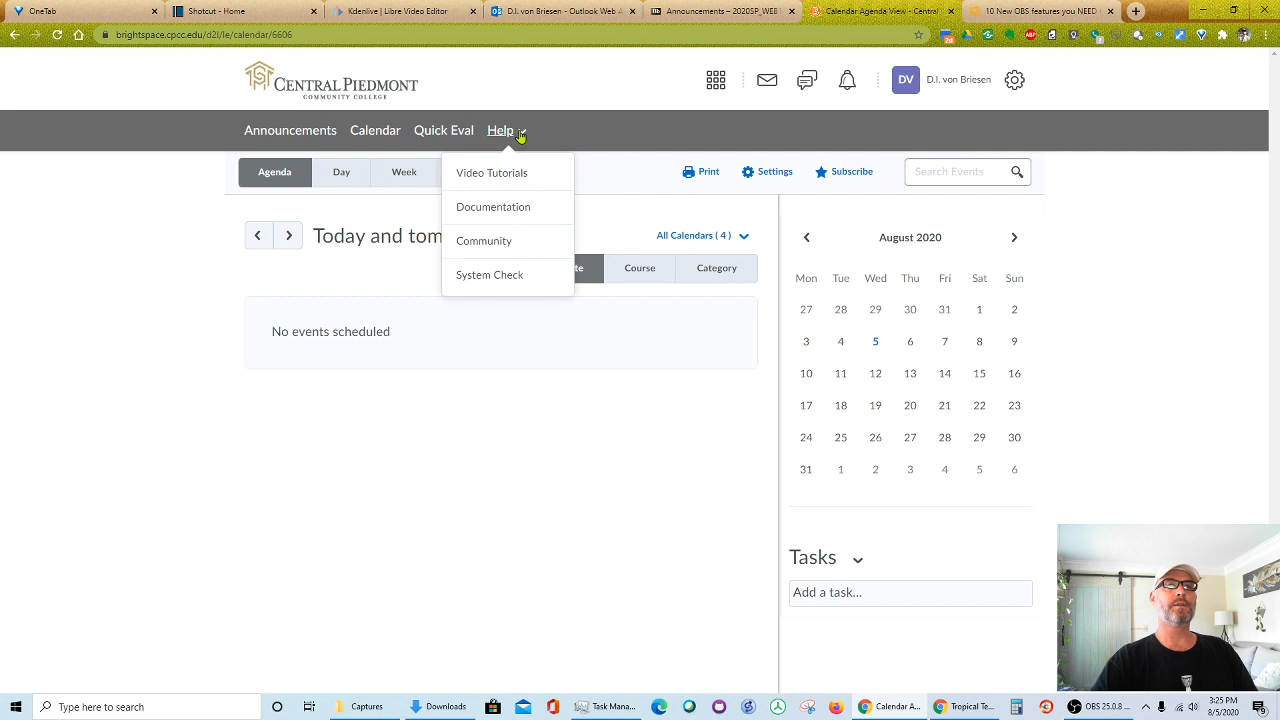 OneTab
Shotcut - Home
Kdenlive | Libre Video Editor
D.I. von Briesen - Outlook Web A
Announcements – 2020SP_WEB
Calendar Agenda View – Central
10 New OBS features you NEED
brightspace.cpcc.edu/d2l/le/calendar/6606
CENTRAL PIEDMONT
COMMUNITY COLLEGE
DV
D.I. von Briesen
Announcements
Calendar
Quick Eval
Help
Agenda
Day
Week
Video Tutorials
Documentation
Community
System Check
Print
Settings
Subscribe
Search Events
Today and tom
All Calendars ( 4 )
te
Course
Category
No events scheduled
August 2020
Mon Tue Wed Thu Fri Sat Sun
27 28 29 30 31 1 2
3 4 5 6 7 8 9
10 11 12 13 14 15 16
17 18 19 20 21 22 23
24 25 26 27 28 29 30
31 1 2 3 4 5 6
Tasks
Add a task...
Type here to search
Captures
Downloads
Task Mana...
Calendar A...
Tropical Te...
OBS 25.0.8 ...
3:25 PM
8/5/2020